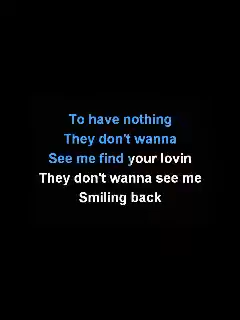 To have nothing
They don't wanna
See me find your lovin
They don't wanna see me
Smiling back